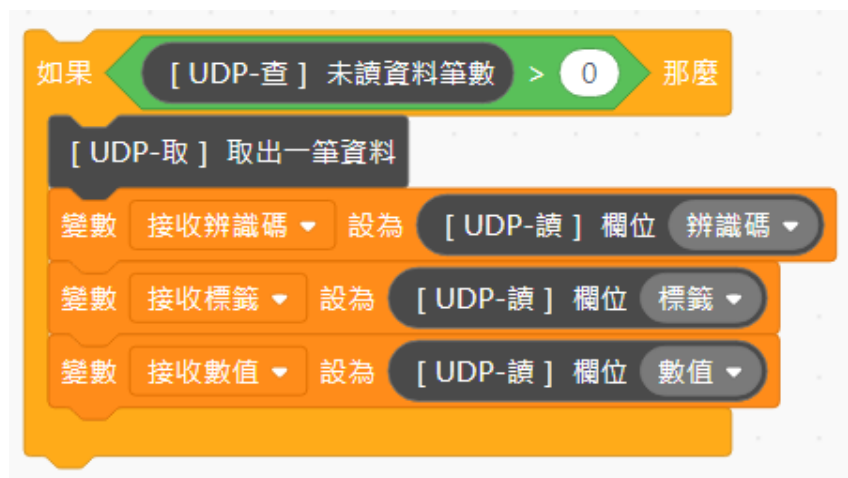 如果 [ UDP-查 ] 未讀資料筆數 > 0 那麼
[ UDP-取 ] 取出一筆資料
變數 接收辨識碼 設為 [ UDP-讀 ] 欄位 辨識碼
變數 接收標籤 設為 [ UDP-讀 ] 欄位 標籤
變數 接收數值 設為 [ UDP-讀 ] 欄位 數值